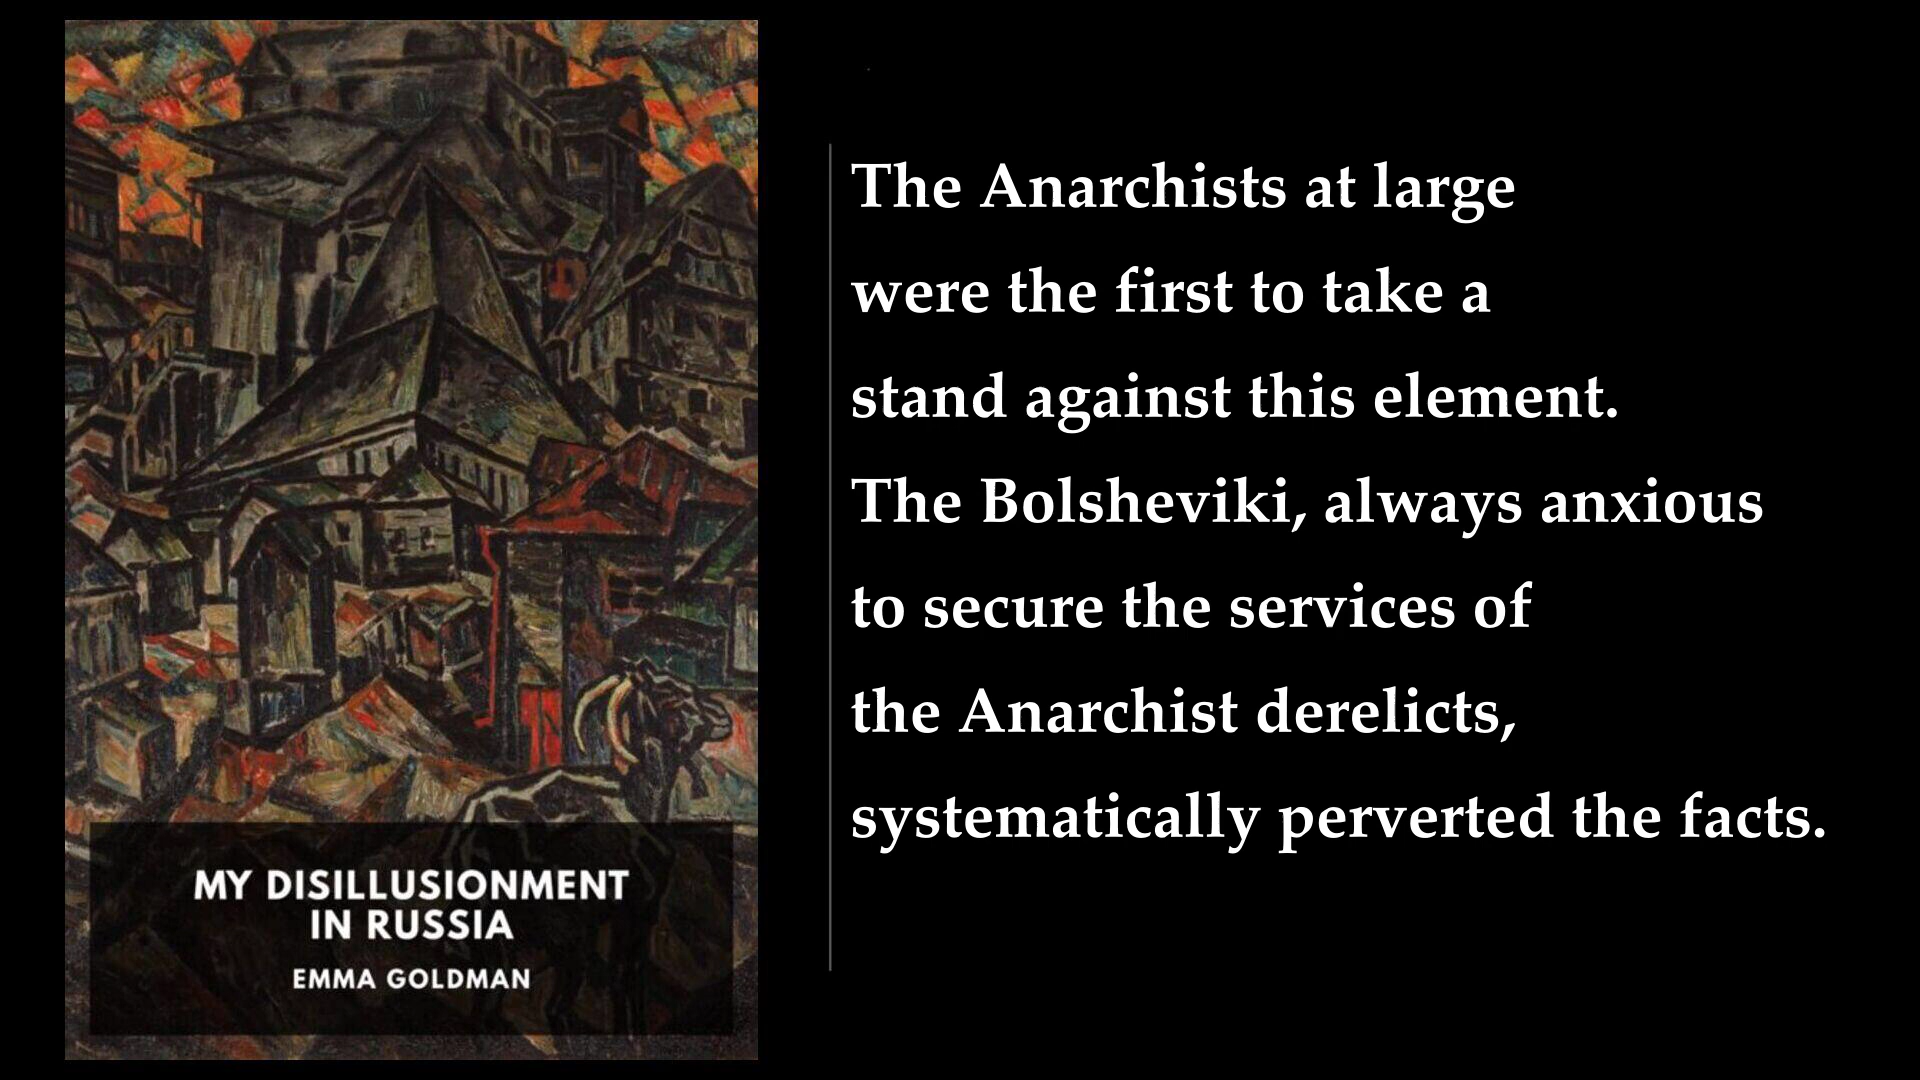 MY DISILLUSIONMENT
IN RUSSIA
EMMA GOLDMAN
The Anarchists at large
were the first to take a
stand against this element.
The Bolsheviki, always anxious
to secure the services of
the Anarchist derelicts,
systematically perverted the facts.